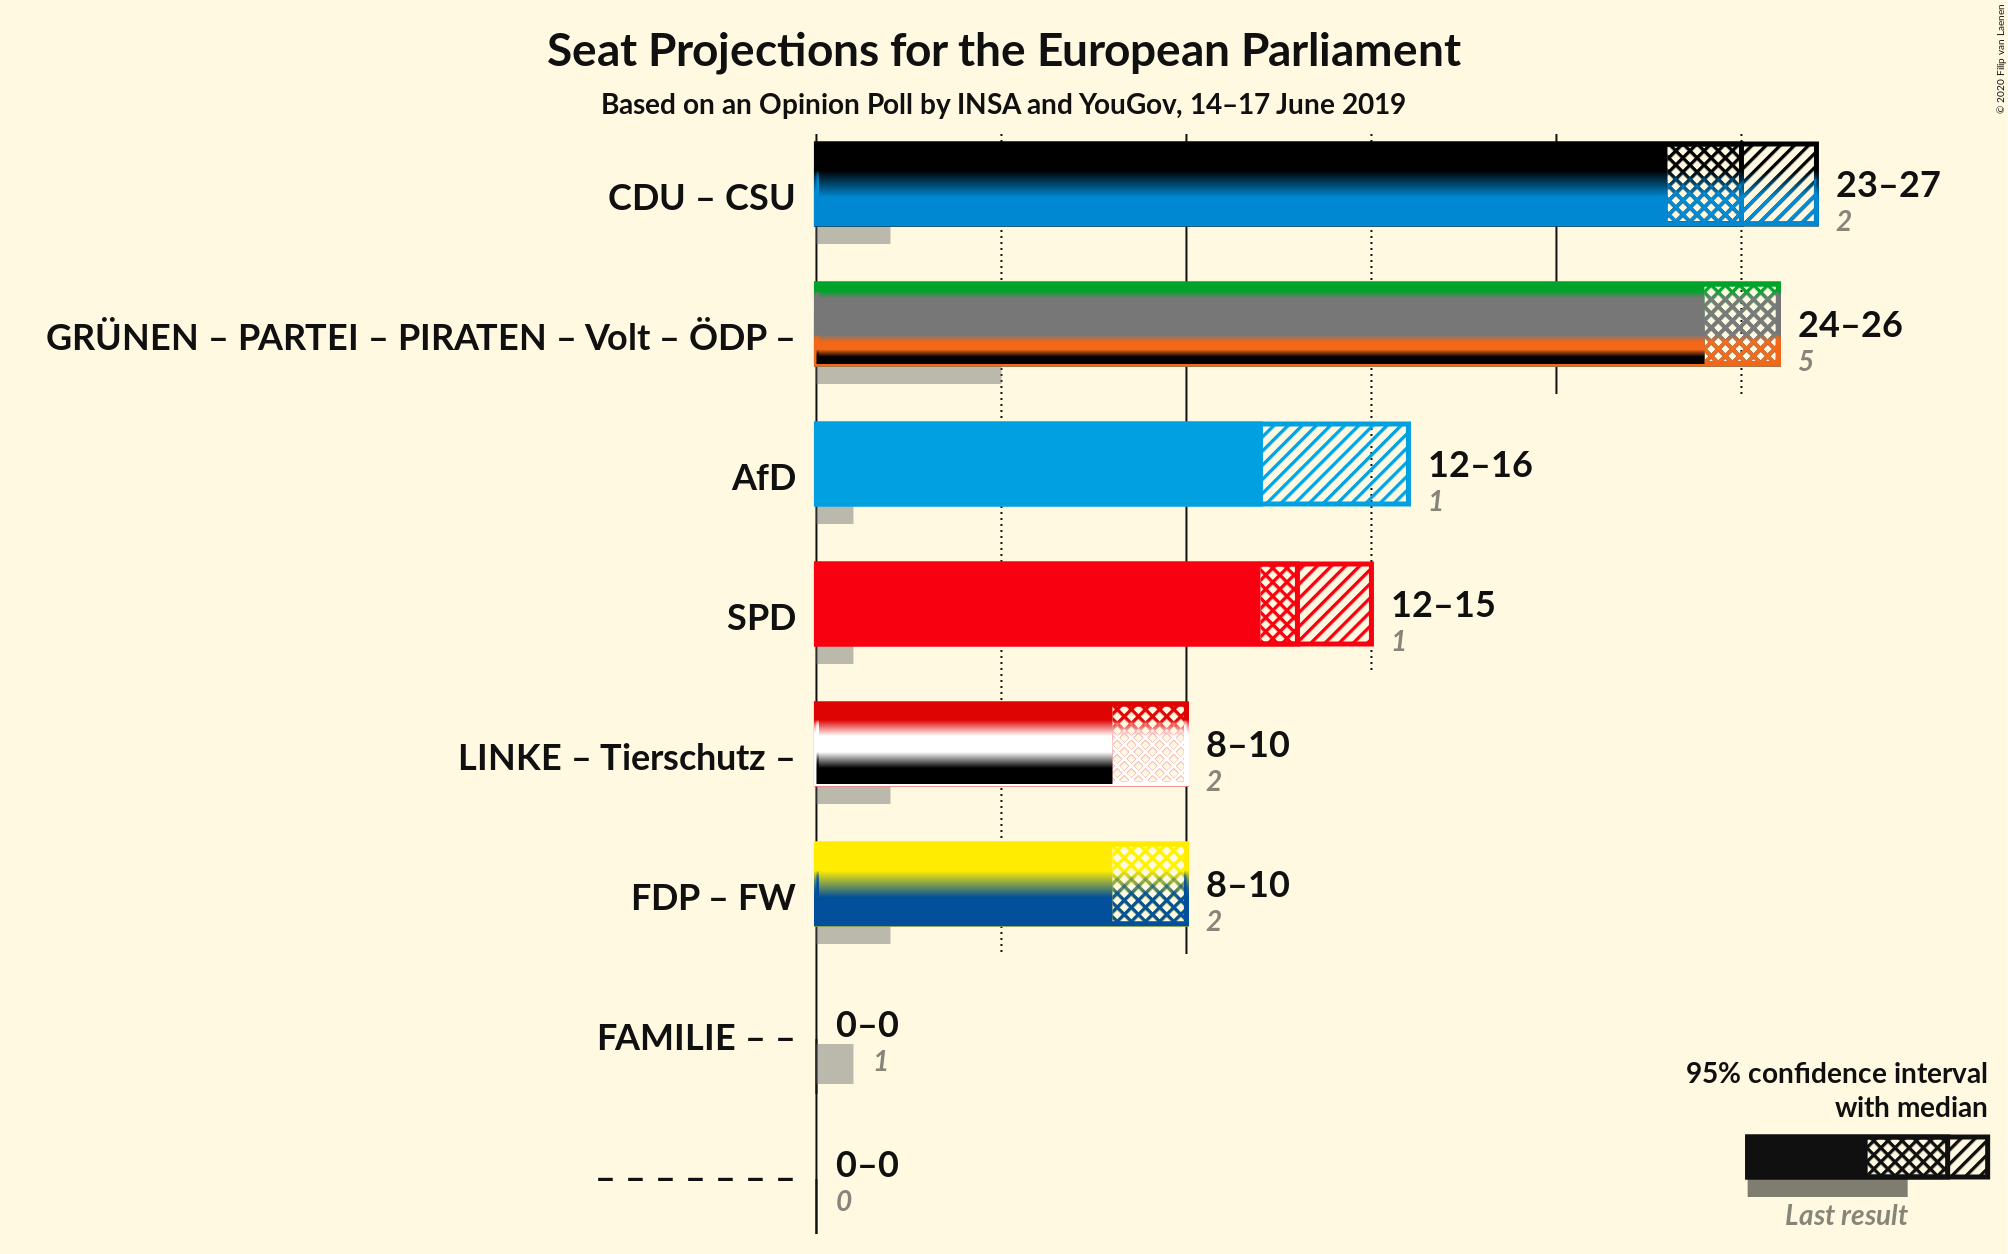 Seat Projections for the European Parliament
Based on an Opinion Poll by INSA and YouGov, 14–17 June 2019
© 2020 Filip van Laenen
CDU – CSU
23–27
2
GRÜNEN – PARTEI – PIRATEN – Volt – ÖDP –
24–26
5
AfD
12–16
1
SPD
12–15
1
LINKE – Tierschutz –
8–10
2
FDP – FW
8–10
2
FAMILIE – –
0–0
1
– – – – – – –
0–0
0
95% confidence interval
with median
Last result